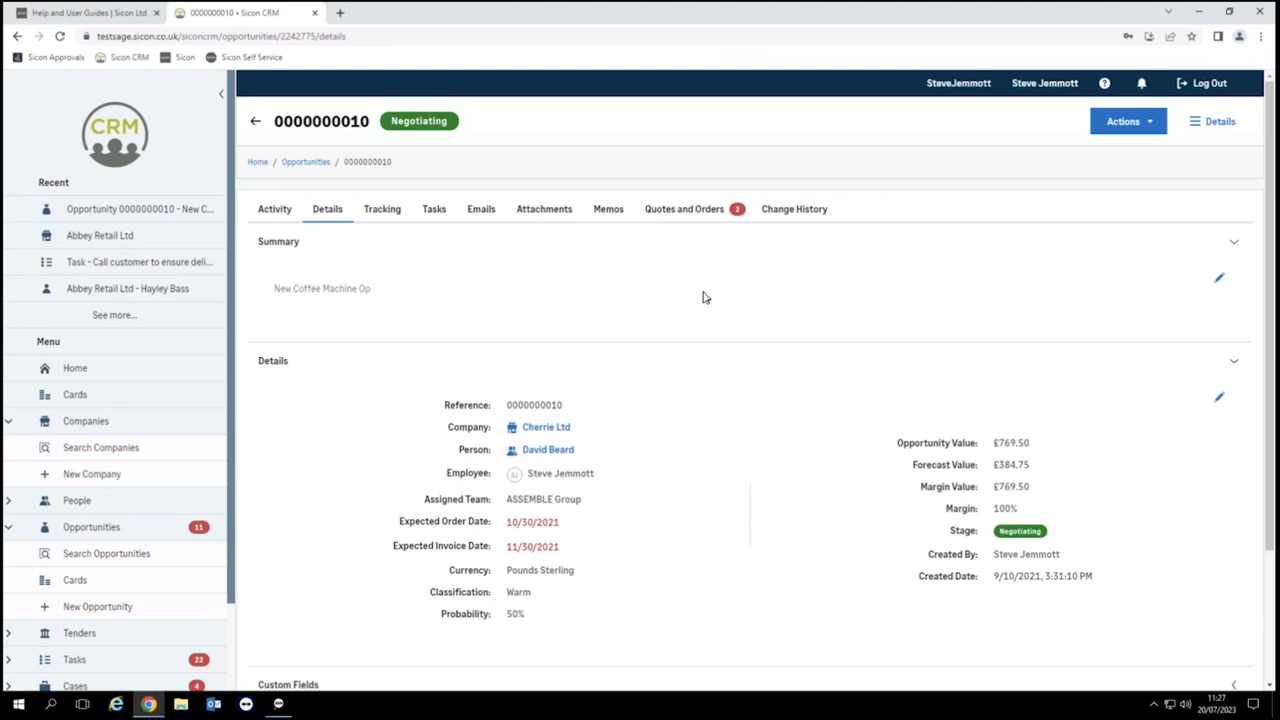 Help and User Guides | Sicon Ltd
0000000010 • Sicon CRM
testsage.sicon.co.uk/siconcrm/opportunities/2242775/details
Sicon Approvals
Sicon CRM
Sicon
Sicon Self Service
CRM
Recent
Opportunity 0000000010 - New C...
Abbey Retail Ltd
Task - Call customer to ensure deli...
Abbey Retail Ltd - Hayley Bass
See more...
Menu
Home
Cards
Companies
Search Companies
New Company
People
Opportunities 11
Search Opportunities
Cards
New Opportunity
Tenders
Tasks 22
Cases 4
SteveJemmott Steve Jemmott ? Log Out
0000000010 Negotiating Actions Details
Home / Opportunities / 0000000010
Activity Details Tracking Tasks Emails Attachments Memos Quotes and Orders 2 Change History
Summary
New Coffee Machine Op
Details
Reference: 0000000010
Company: Cherrie Ltd
Person: David Beard
Employee: Steve Jemmott
Assigned Team: ASSEMBLE Group
Expected Order Date: 10/30/2021
Expected Invoice Date: 11/30/2021
Currency: Pounds Sterling
Classification: Warm
Probability: 50%
Opportunity Value: £769.50
Forecast Value: £384.75
Margin Value: £769.50
Margin: 100%
Stage: Negotiating
Created By: Steve Jemmott
Created Date: 9/10/2021, 3:31:10 PM
Custom Fields
11:27
20/07/2023